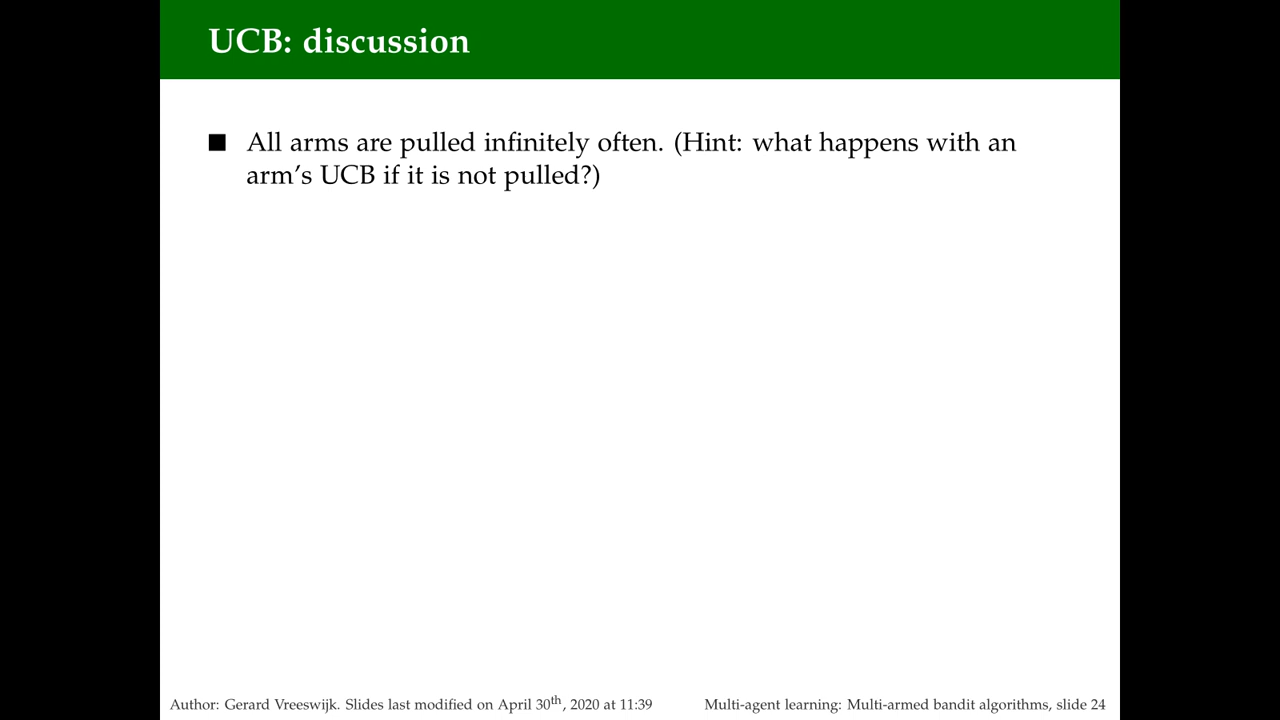 UCB: discussion
■ All arms are pulled infinitely often. (Hint: what happens with an
arm’s UCB if it is not pulled?)
Author: Gerard Vreeswijk. Slides last modified on April 30th, 2020 at 11:39
Multi-agent learning: Multi-armed bandit algorithms, slide 24